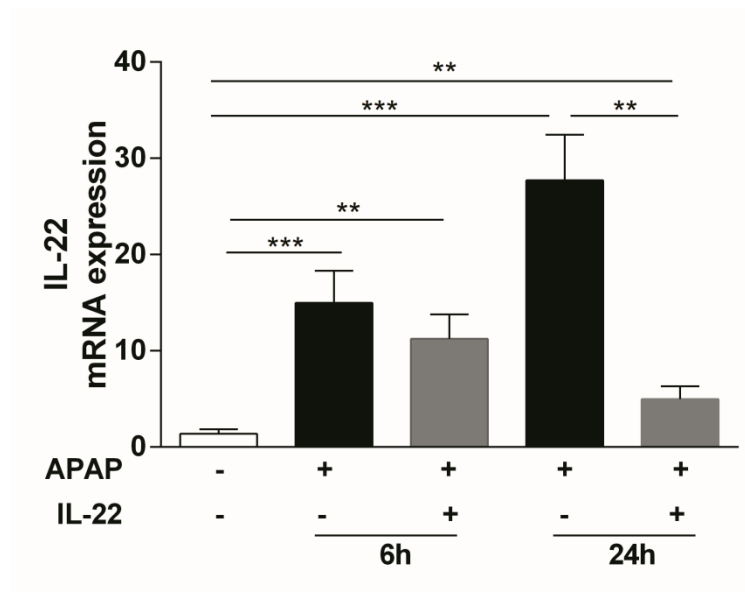 40
**
***
**
30
**
20
***
10
0
IL-22
mRNA expression
APAP - + + + +
IL-22 - - + - +
6h 24h